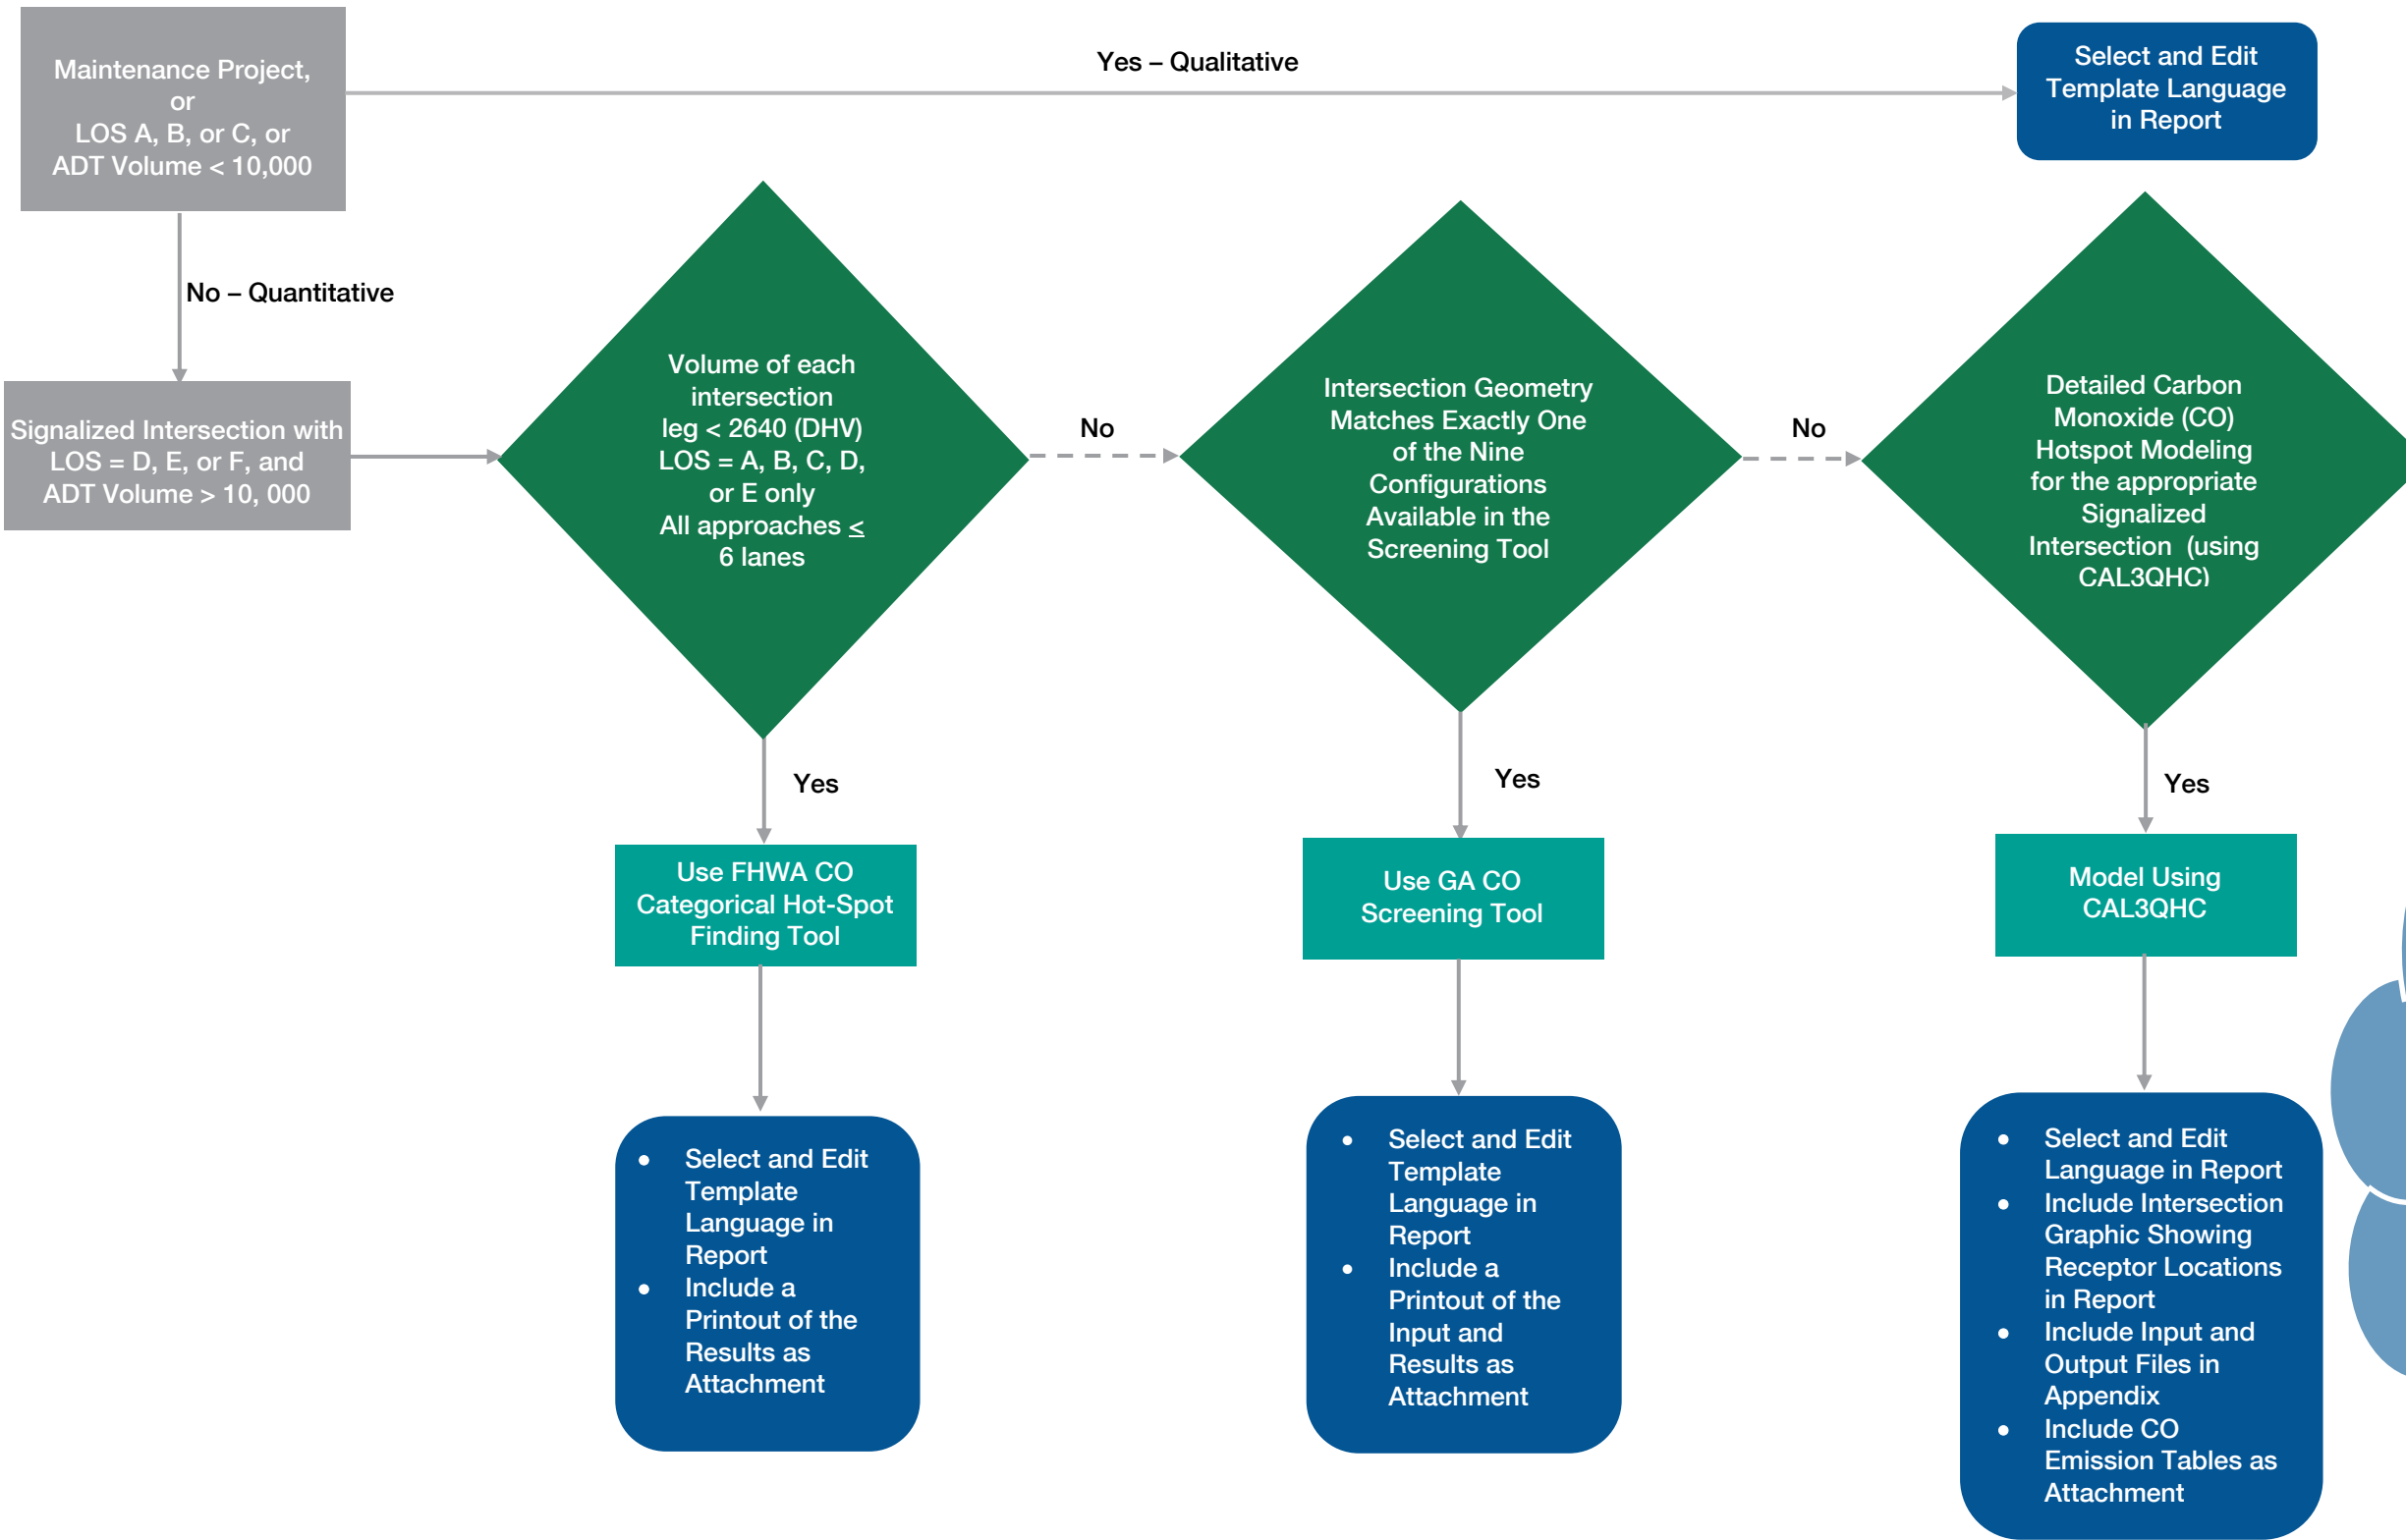 Maintenance Project,
or
LOS A, B, or C, or
ADT Volume < 10,000
Yes – Qualitative
Select and Edit
Template Language
in Report
No – Quantitative
Signalized Intersection with
LOS = D, E, or F, and
ADT Volume > 10, 000
Volume of each
intersection
leg < 2640 (DHV)
LOS = A, B, C, D,
or E only
All approaches ≤
6 lanes
No
Intersection Geometry
Matches Exactly One
of the Nine
Configurations
Available in the
Screening Tool
No
Detailed Carbon
Monoxide (CO)
Hotspot Modeling
for the appropriate
Signalized
Intersection (using
CAL3QHC)
Yes
Yes
Yes
Use FHWA CO
Categorical Hot-Spot
Finding Tool
Use GA CO
Screening Tool
Model Using
CAL3QHC
• Select and Edit
Template
Language in
Report
• Include a
Printout of the
Results as
Attachment
• Select and Edit
Template
Language in
Report
• Include a
Printout of the
Input and
Results as
Attachment
• Select and Edit
Language in Report
• Include Intersection
Graphic Showing
Receptor Locations
in Report
• Include Input and
Output Files in
Appendix
• Include CO
Emission Tables as
Attachment